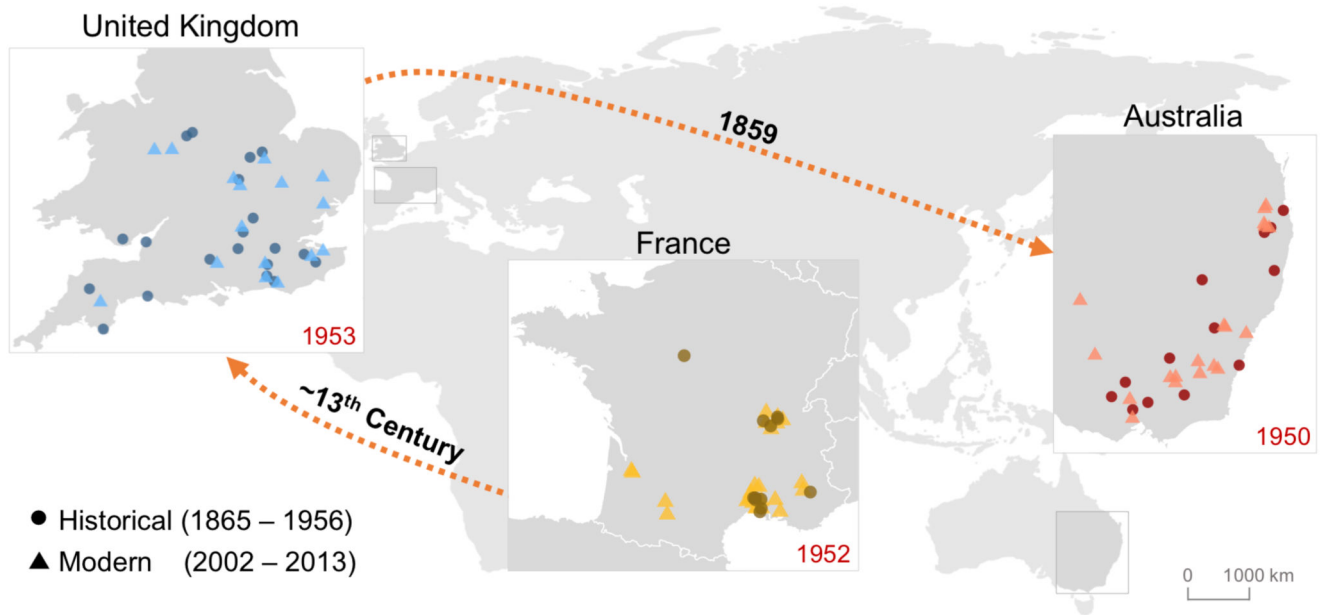 United Kingdom
1859
Australia
France
1953
~13th Century
1950
Historical (1865 – 1956)
1952
Modern (2002 – 2013)
0 1000 km